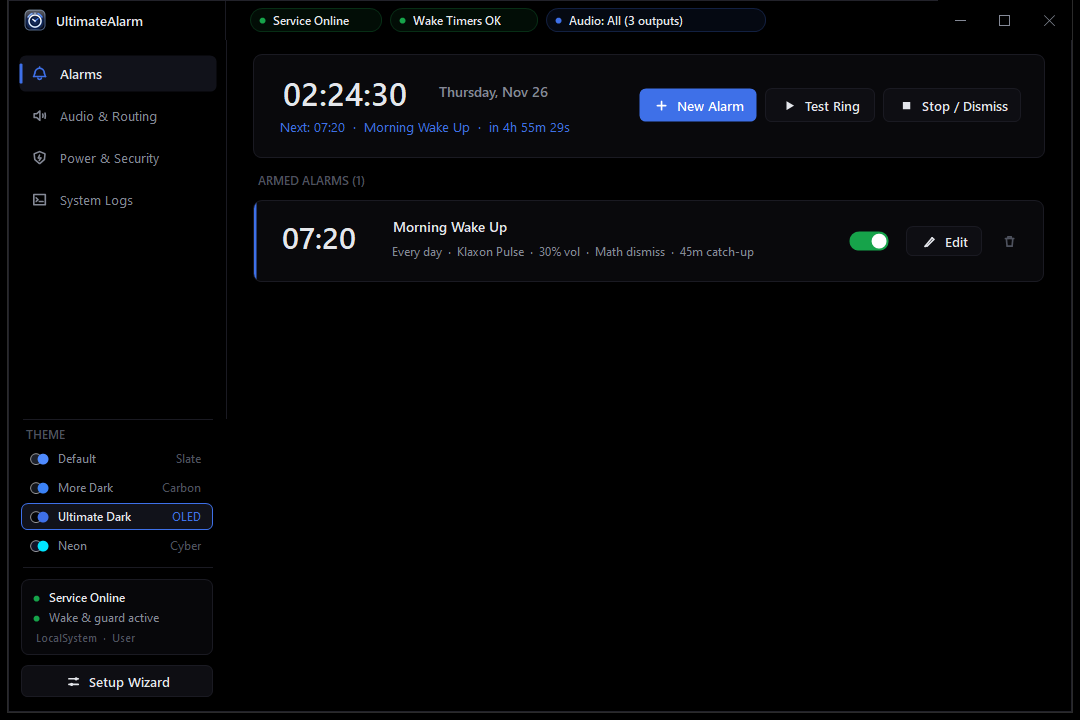 UltimateAlarm
Service Online
Wake Timers OK
Audio: All (3 outputs)
Alarms
Audio & Routing
Power & Security
System Logs
02:24:30
Thursday, Nov 26
Next: 07:20 · Morning Wake Up · in 4h 55m 29s
New Alarm
Test Ring
Stop / Dismiss
ARMED ALARMS (1)
07:20
Morning Wake Up
Every day · Klaxon Pulse · 30% vol · Math dismiss · 45m catch-up
Edit
THEME
Default Slate
More Dark Carbon
Ultimate Dark OLED
Neon Cyber
Service Online
Wake & guard active
LocalSystem · User
Setup Wizard